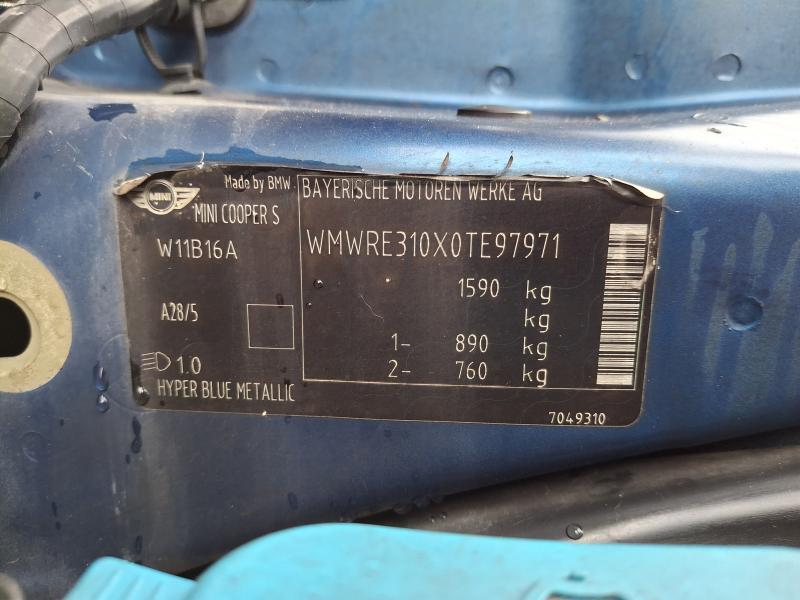 MINI
Made by BMW
MINI COOPER S
W11B16A
A28/5
1.0
HYPER BLUE METALLIC
BAYERISCHE MOTOREN WERKE AG
WMWRE310X0TE97971
1590 kg
kg
1- 890 kg
2- 760 kg
7049310